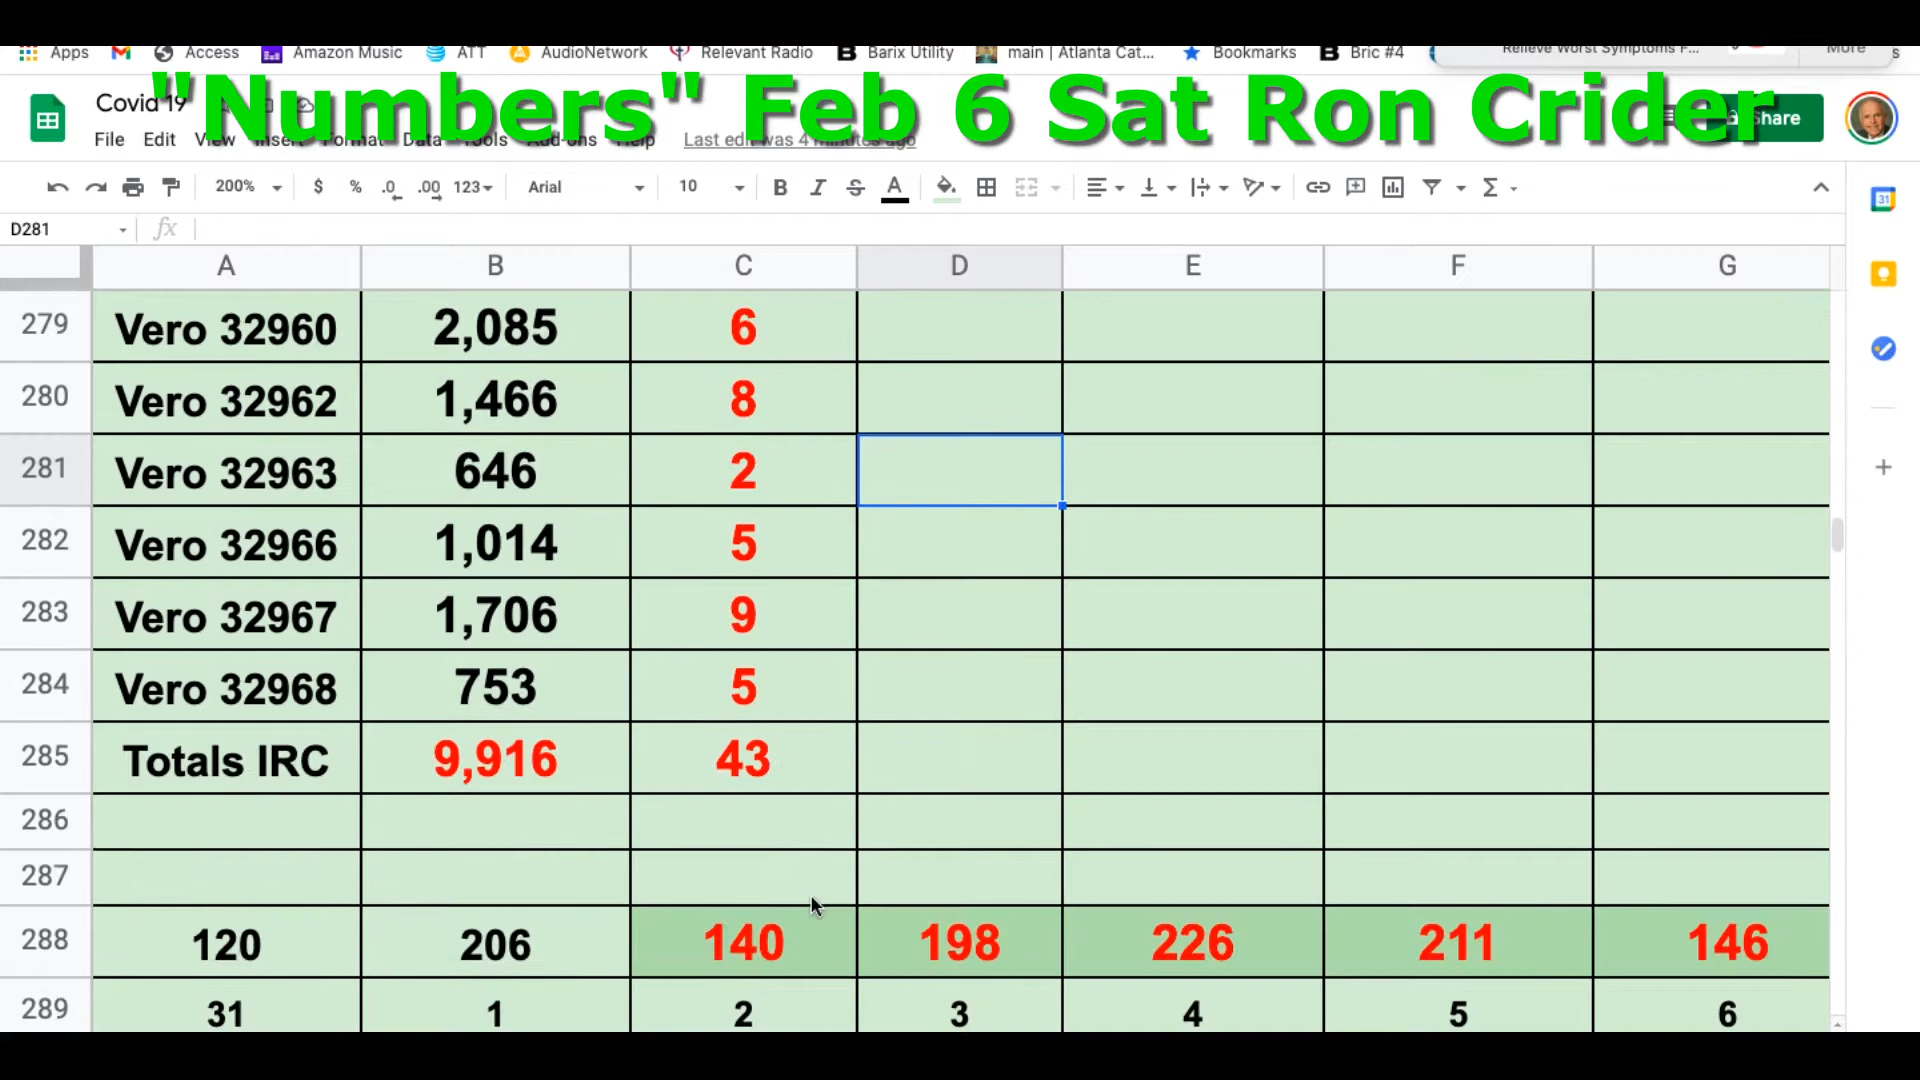 Apps Access Amazon Music ATT AudioNetwork Relevant Radio Barix Utility main | Atlanta Cat... Bookmarks Bric #4 Relieve Worst Symptoms F... More s
"Numbers" Feb 6 Sat Ron Crider
Covid 19 Share
File Edit View Insert Format Data Tools Add-ons Help Last edit was 4 minutes ago
200% $ % .0 .00 123 Arial 10 B I S A Σ
31
D281 fx
A B C D E F G
279 Vero 32960 2,085 6
280 Vero 32962 1,466 8
281 Vero 32963 646 2
282 Vero 32966 1,014 5
283 Vero 32967 1,706 9
284 Vero 32968 753 5
285 Totals IRC 9,916 43
286
287
288 120 206 140 198 226 211 146
289 31 1 2 3 4 5 6